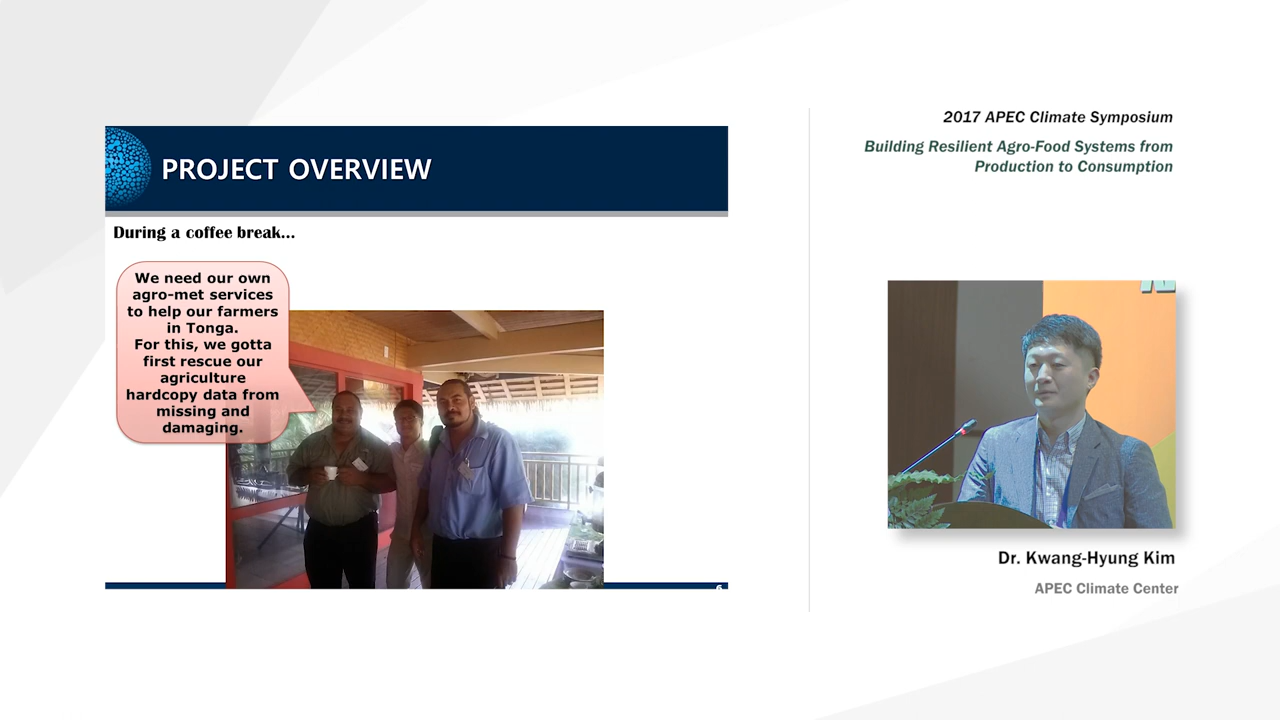 PROJECT OVERVIEW
During a coffee break...
We need our own
agro-met services
to help our farmers
in Tonga.
For this, we gotta
first rescue our
agriculture
hardcopy data from
missing and
damaging.
2017 APEC Climate Symposium
Building Resilient Agro-Food Systems from
Production to Consumption
Dr. Kwang-Hyung Kim
APEC Climate Center